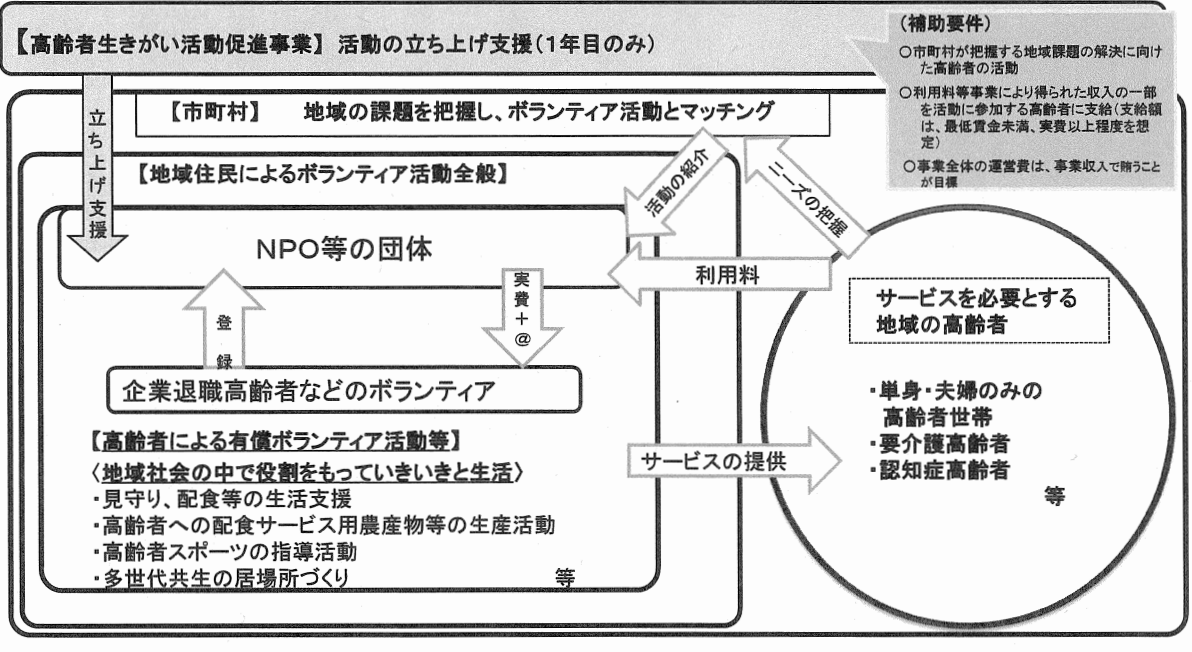 【高齢者生きがい活動促進事業】 活動の立ち上げ支援(1年目のみ)
(補助要件)
○市町村が把握する地域課題の解決に向け
た高齢者の活動
○利用料等事業により得られた収入の一部
を活動に参加する高齢者に支給(支給額
は、最低賃金未満、実費以上程度を想
定)
○事業全体の運営費は、事業収入で賄うこと
が目標
立ち上げ支援
【市町村】 地域の課題を把握し、ボランティア活動とマッチング
【地域住民によるボランティア活動全般】
活動の紹介
ニーズの把握
NPO等の団体
利用料
実費+@
登録
企業退職高齢者などのボランティア
【高齢者による有償ボランティア活動等】
〈地域社会の中で役割をもっていきいきと生活〉
・見守り、配食等の生活支援
・高齢者への配食サービス用農産物等の生産活動
・高齢者スポーツの指導活動
・多世代共生の居場所づくり 等
サービスの提供
サービスを必要とする
地域の高齢者
・単身・夫婦のみの
高齢者世帯
・要介護高齢者
・認知症高齢者
等